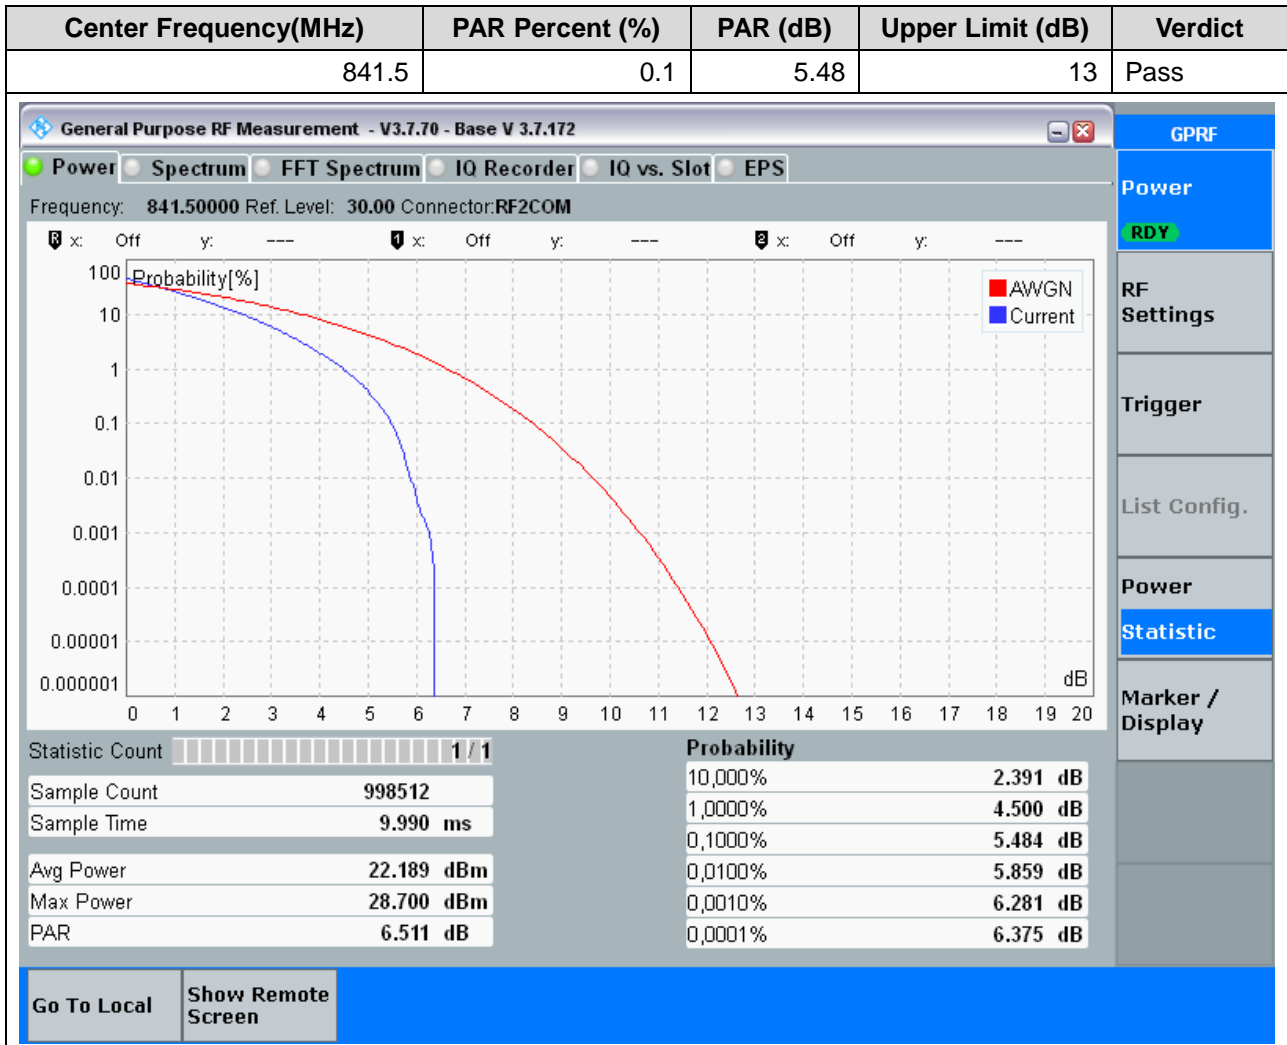 Center Frequency(MHz) PAR Percent (%) PAR (dB) Upper Limit (dB) Verdict
841.5 0.1 5.48 13 Pass
General Purpose RF Measurement - V3.7.70 - Base V 3.7.172
GPRF
Power Spectrum FFT Spectrum IQ Recorder IQ vs. Slot EPS
Power
RDY
Frequency: 841.50000 Ref. Level: 30.00 Connector:RF2COM
R x: Off y: --- 1 x: Off y: --- 2 x: Off y: ---
Probability[%]
100
10
1
0.1
0.01
0.001
0.0001
0.00001
0.000001
AWGN
Current
dB
0 1 2 3 4 5 6 7 8 9 10 11 12 13 14 15 16 17 18 19 20
RF
Settings
Trigger
List Config.
Power
Statistic
Marker /
Display
Statistic Count 1 / 1
Sample Count 998512
Sample Time 9.990 ms
Avg Power 22.189 dBm
Max Power 28.700 dBm
PAR 6.511 dB
Probability
10,000% 2.391 dB
1,0000% 4.500 dB
0,1000% 5.484 dB
0,0100% 5.859 dB
0,0010% 6.281 dB
0,0001% 6.375 dB
Go To Local
Show Remote
Screen